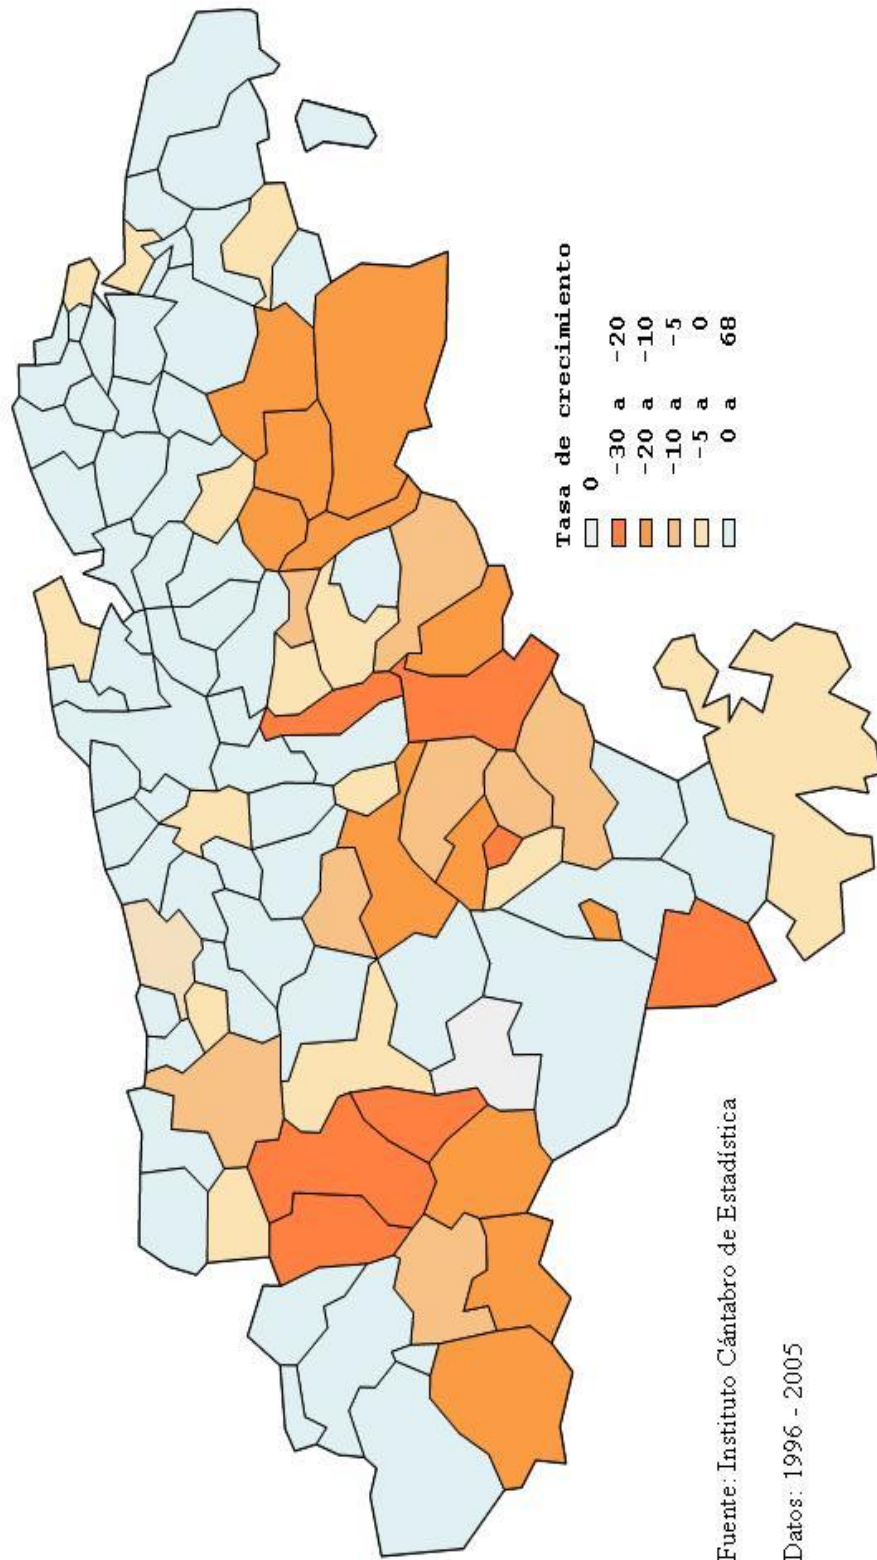 Tasa de crecimiento
0
-30 a -20
-20 a -10
-10 a -5
-5 a 0
0 a 68
Fuente: Instituto Cántabro de Estadística
Datos: 1996 - 2005